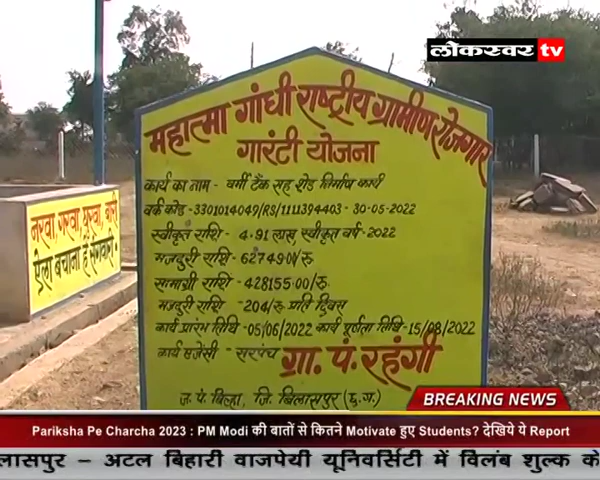 लोकस्वर tv
महात्मा गांधी राष्ट्रीय ग्रामीण रोजगार
गारंटी योजना
कार्य का नाम - वर्मी टैंक सह शेड निर्माण कार्य
वर्क कोड - 3301014049/RS/1111394403 - 30-05-2022
स्वीकृत राशि - 4.91 लाख, स्वीकृत वर्ष - 2022
मजदुरी राशि - 62749.00/रु
सामाग्री राशि - 428155.00/रु
मजदुरी राशि - 204/रु प्रति दिवस
कार्य प्रारंभ तिथि - 05/06/2022 कार्य पूर्णता तिथि - 15/08/2022
कार्य एजेंसी - सरपंच ग्रा. पं. रहंगी
ज. पं. बिल्हा, जि. बिलासपुर (छ.ग.)
नरवा, गरवा, घुरवा, बारी
ऐला बचाना हे संगवारी
BREAKING NEWS
Pariksha Pe Charcha 2023 : PM Modi की बातों से कितने Motivate हुए Students? देखिये ये Report
लासपुर – अटल बिहारी वाजपेयी यूनिवर्सिटी में विलंब शुल्क के